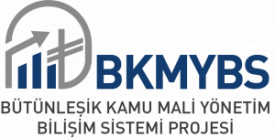 BKMYBS
BÜTÜNLEŞİK KAMU MALİ YÖNETİM
BİLİŞİM SİSTEMİ PROJESİ